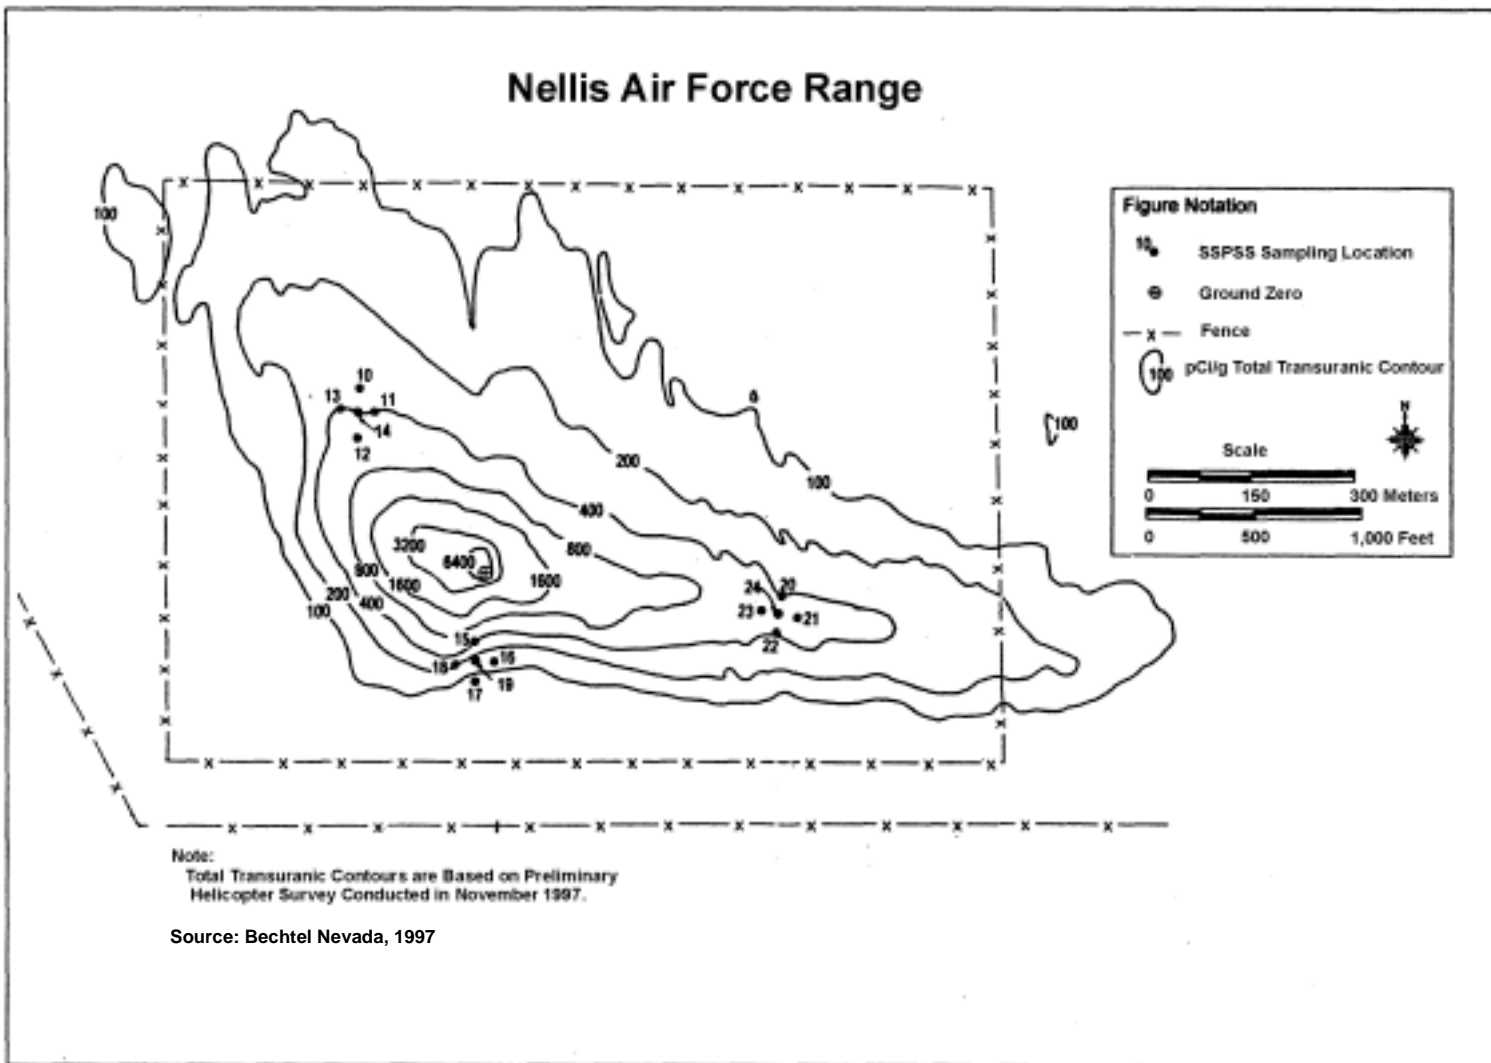 Nellis Air Force Range
Figure Notation
10 SSPSS Sampling Location
Ground Zero
x Fence
100 pCi/g Total Transuranic Contour
N
Scale
0 150 300 Meters
0 500 1,000 Feet
100
10
13 11
14
12
200
6
100
100
400
3200
6400
800
800
1600
1600
200
400
100
24 20
23 21
22
15
18 16
17 19
Note:
Total Transuranic Contours are Based on Preliminary
Helicopter Survey Conducted in November 1997.
Source: Bechtel Nevada, 1997